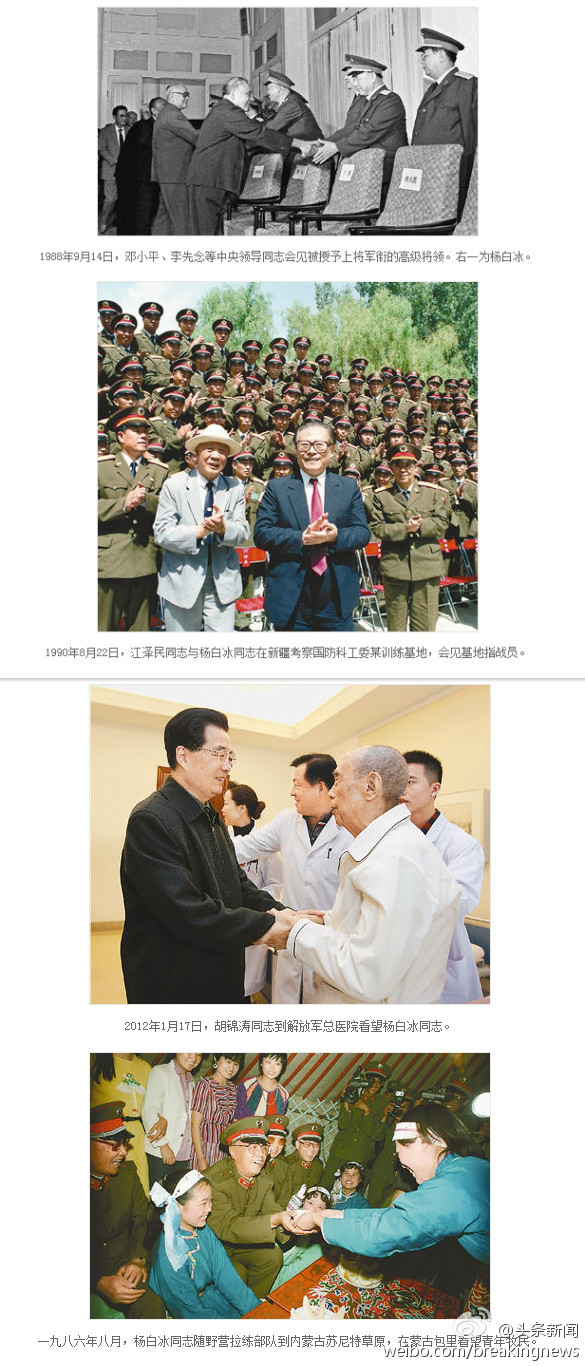 1988年9月14日，邓小平、李先念等中央领导同志会见被授予上将军衔的高级将领。右一为杨白冰。
1990年8月22日，江泽民同志与杨白冰同志在新疆考察国防科工委某训练基地，会见基地指战员。
2012年1月17日，胡锦涛同志到解放军总医院看望杨白冰同志。
一九八六年八月，杨白冰同志随野营拉练部队到内蒙古苏尼特草原，在蒙古包里看望青年牧民。
@头条新闻
weibo.com/breakingnews